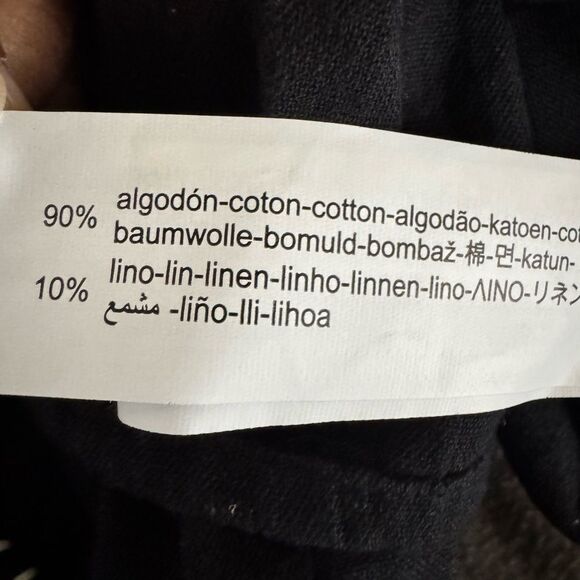 90% algodón-coton-cotton-algodão-katoen-
baumwolle-bomuld-bombaž-棉-면-katun-
10% lino-lin-linen-linho-linnen-lino-ΛΙΝΟ-リネン
مشمع -liño-lli-lihoa